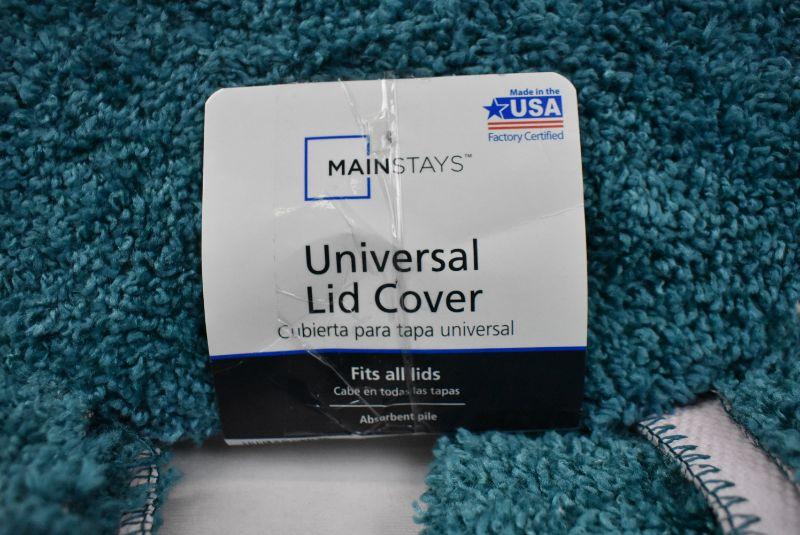 Made in the
USA
Factory Certified
MAINSTAYS™
Universal
Lid Cover
Cubierta para tapa universal
Fits all lids
Cabe en todas las tapas
Absorbent pile